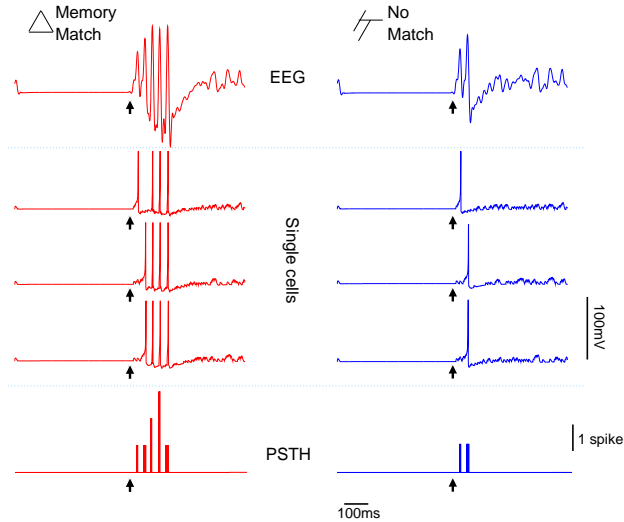 Memory
Match
No
Match
EEG
Single cells
100mV
PSTH
1 spike
100ms